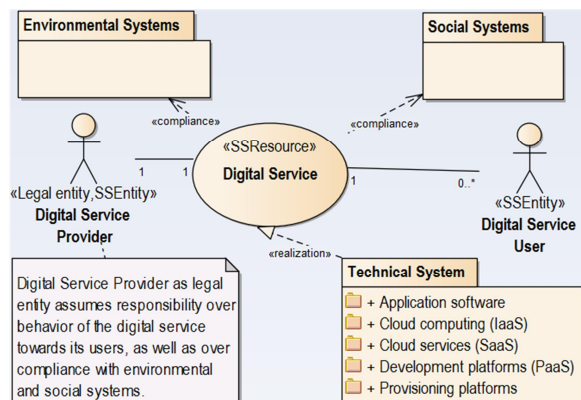 Environmental Systems
Social Systems
«compliance»
«compliance»
«SSResource»
Digital Service
1
1
1
0..*
«Legal entity,SSEntity»
Digital Service
Provider
«SSEntity»
Digital Service
User
«realization»
Digital Service Provider as legal
entity assumes responsibility over
behavior of the digital service
towards its users, as well as over
compliance with environmental
and social systems.
Technical System
+ Application software
+ Cloud computing (IaaS)
+ Cloud services (SaaS)
+ Development platforms (PaaS)
+ Provisioning platforms